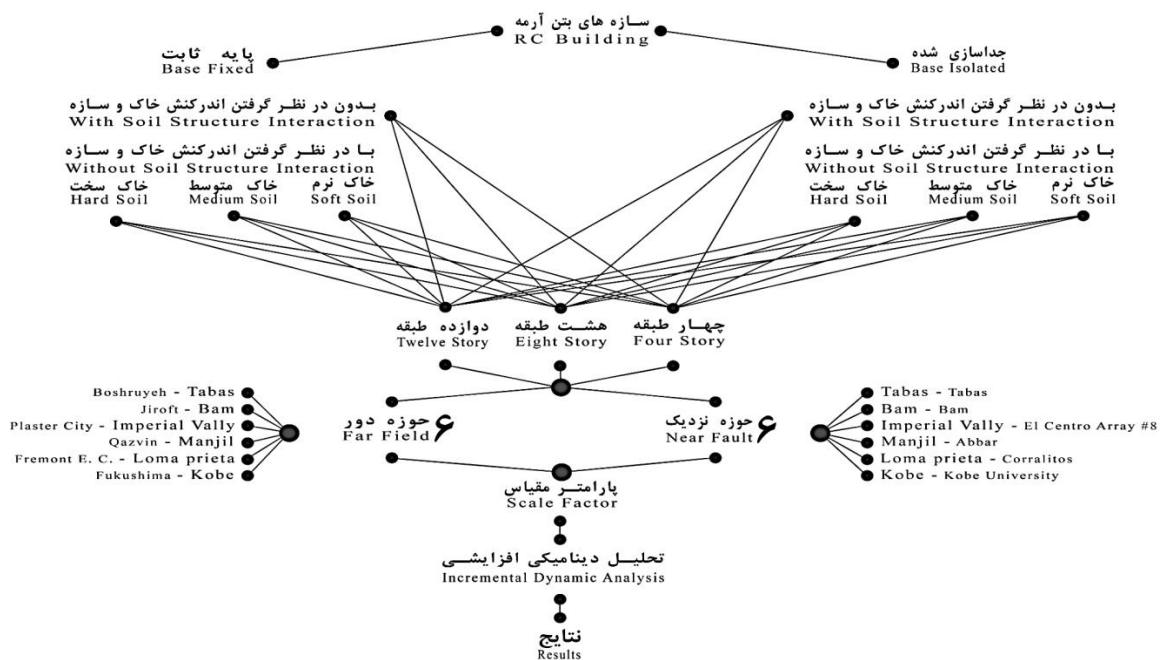 سازه های بتن آرمه
RC Building
پایه ثابت
Base Fixed
جداسازی شده
Base Isolated
بدون در نظر گرفتن اندرکنش خاک و سازه
With Soil Structure Interaction
با در نظر گرفتن اندرکنش خاک و سازه
Without Soil Structure Interaction
خاک سخت
Hard Soil
خاک متوسط
Medium Soil
خاک نرم
Soft Soil
بدون در نظر گرفتن اندرکنش خاک و سازه
With Soil Structure Interaction
با در نظر گرفتن اندرکنش خاک و سازه
Without Soil Structure Interaction
خاک سخت
Hard Soil
خاک متوسط
Medium Soil
خاک نرم
Soft Soil
دوازده طبقه
Twelve Story
هشت طبقه
Eight Story
چهار طبقه
Four Story
Boshruyeh - Tabas
Jiroft - Bam
Plaster City - Imperial Vally
Qazvin - Manjil
Fremont E. C. - Loma prieta
Fukushima - Kobe
۶ حوزه دور
Far Field
۶ حوزه نزدیک
Near Fault
Tabas - Tabas
Bam - Bam
Imperial Vally - El Centro Array #8
Manjil - Abbar
Loma prieta - Corralitos
Kobe - Kobe University
پارامتر مقیاس
Scale Factor
تحلیل دینامیکی افزایشی
Incremental Dynamic Analysis
نتایج
Results